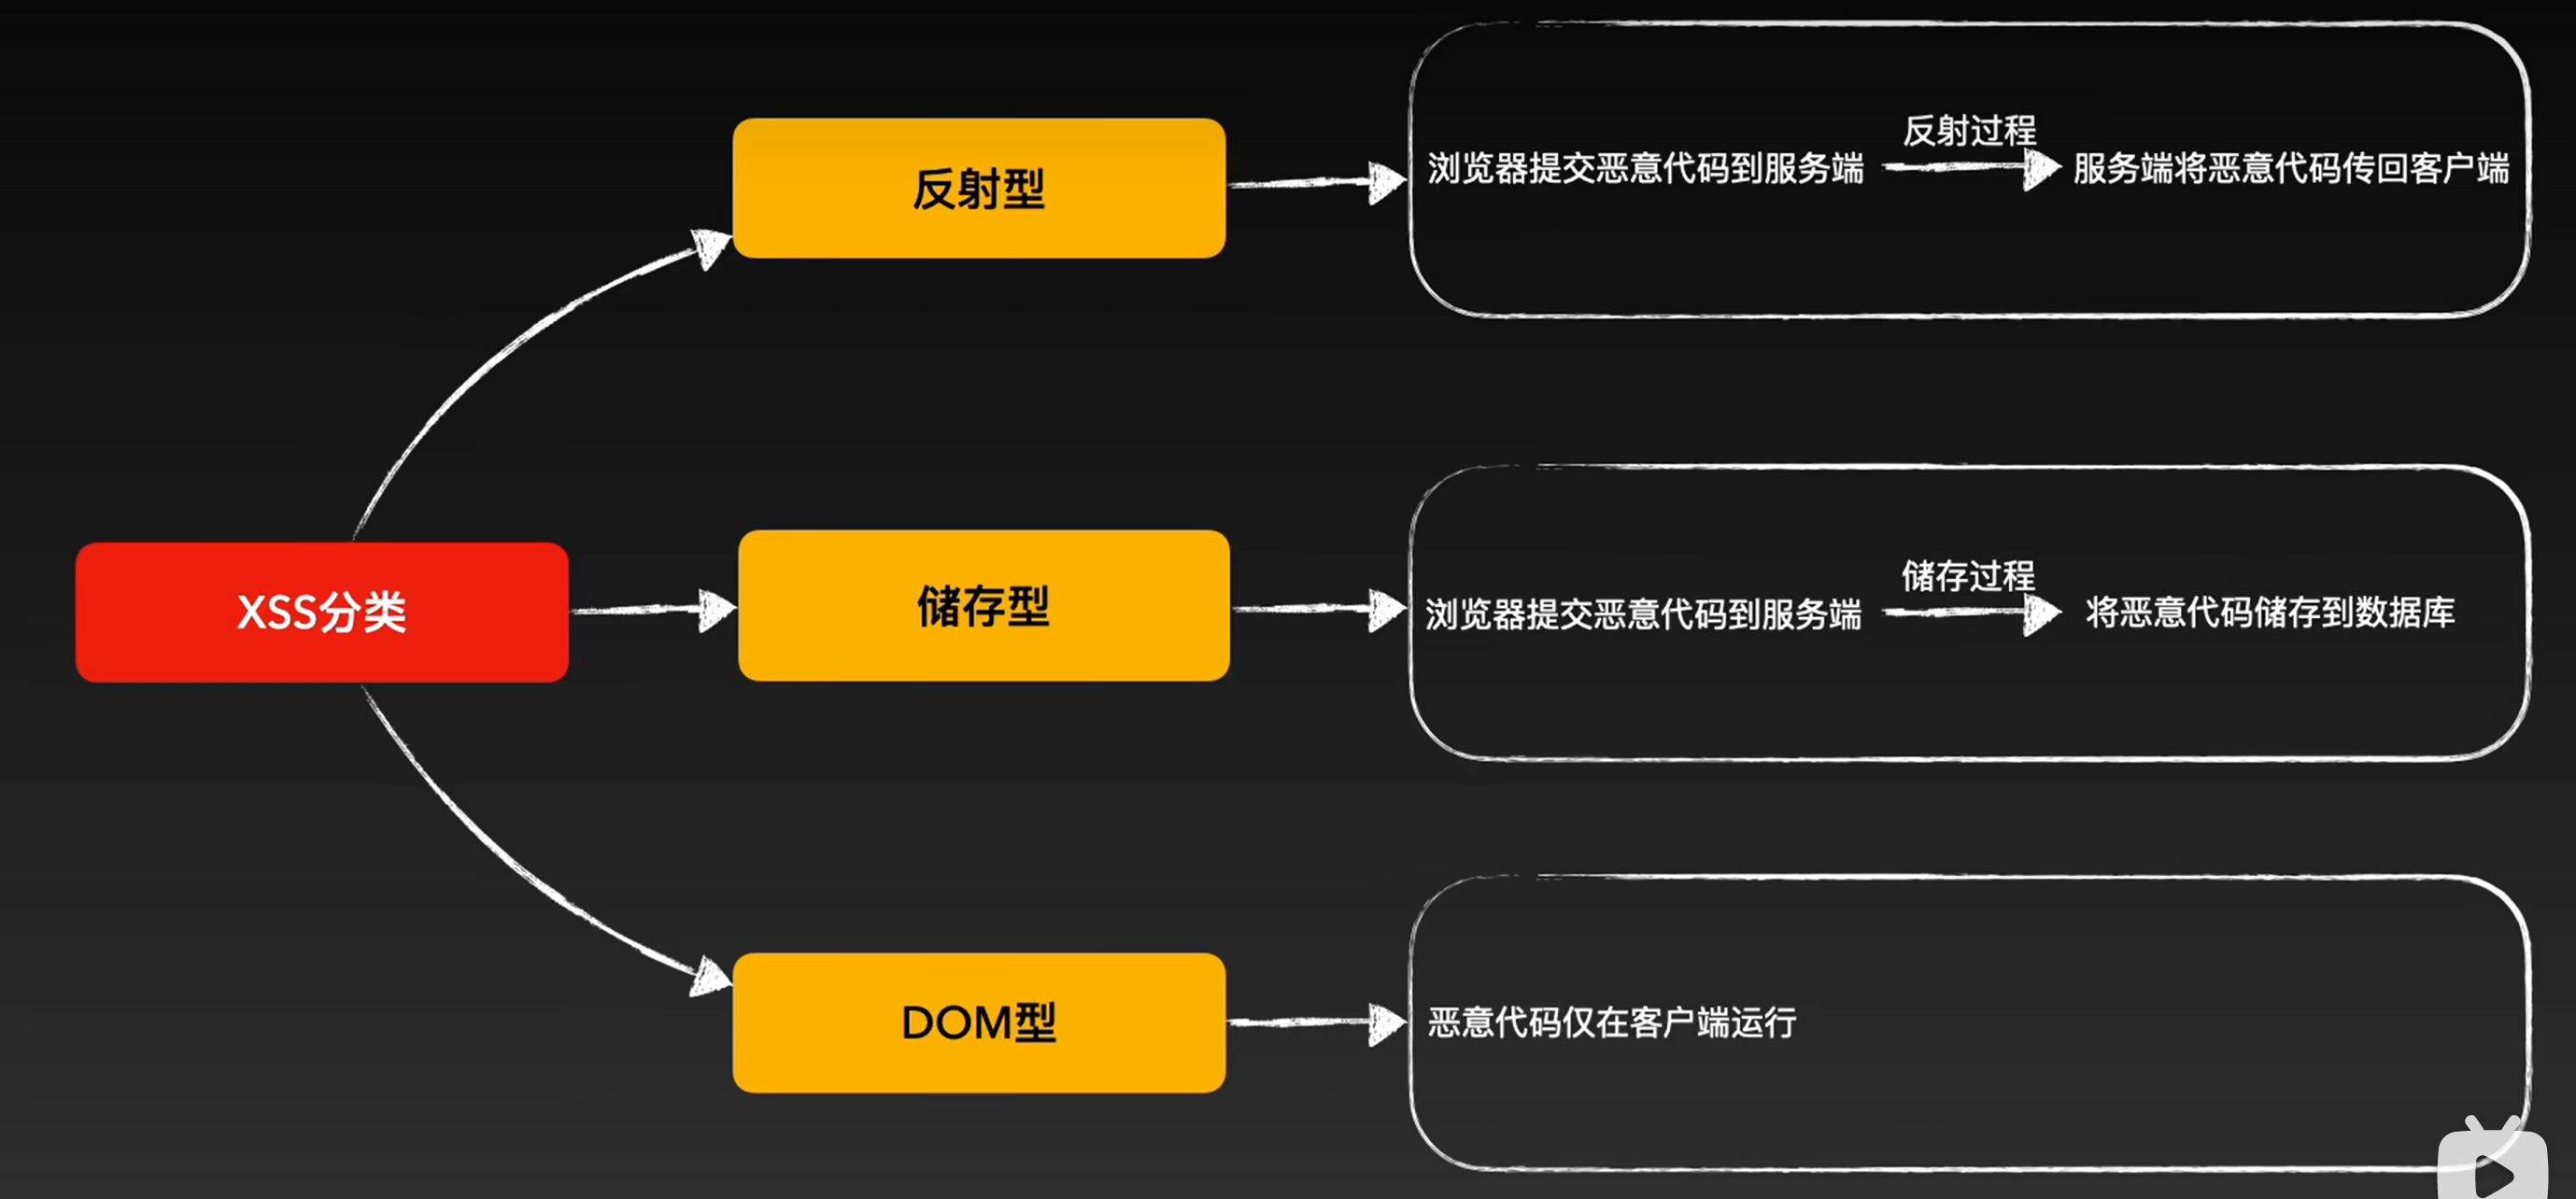 反射型
反射过程
浏览器提交恶意代码到服务端
服务端将恶意代码传回客户端
XSS分类
储存型
储存过程
浏览器提交恶意代码到服务端
将恶意代码储存到数据库
DOM型
恶意代码仅在客户端运行